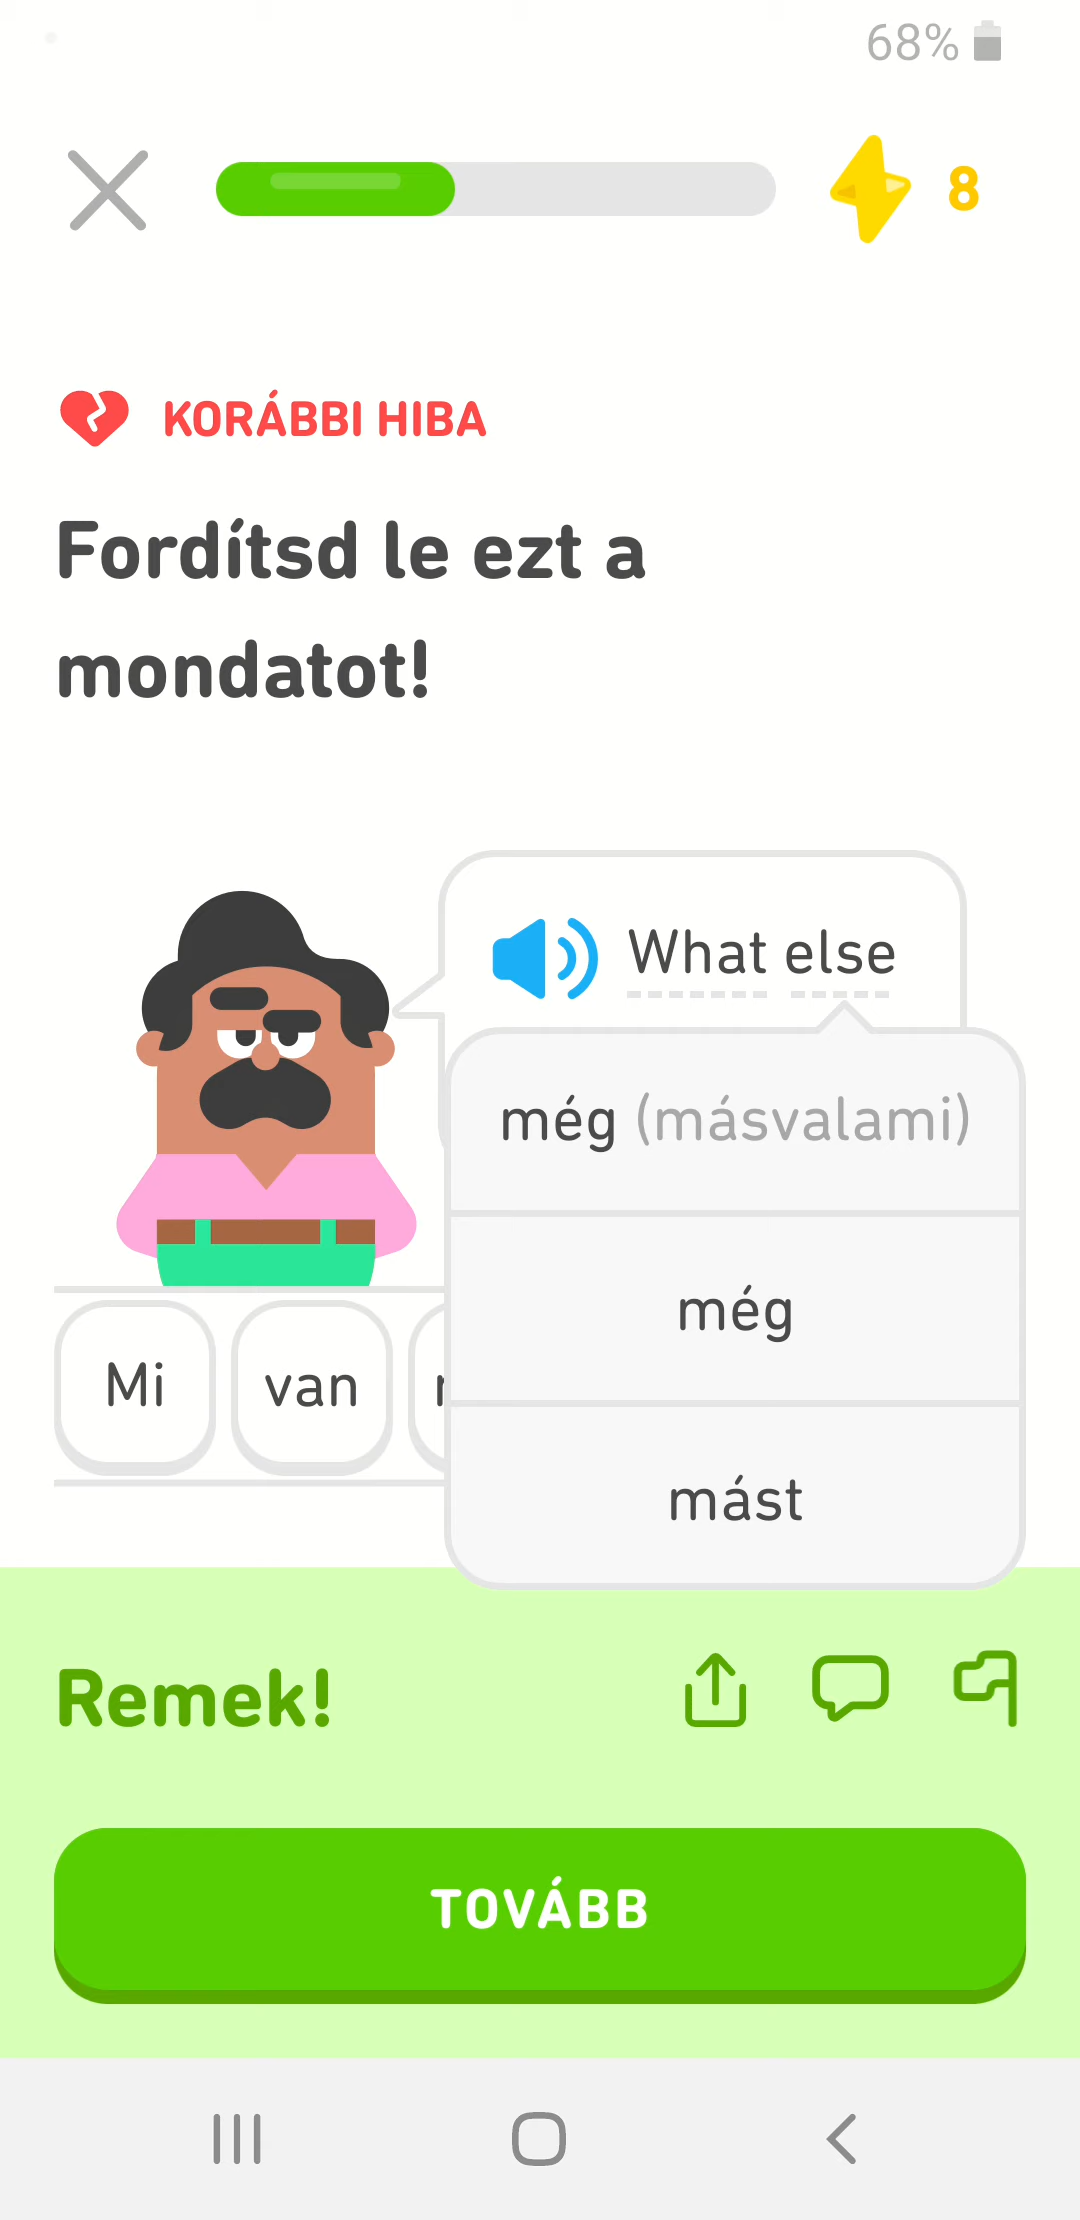 68%
8
KORÁBBI HIBA
Fordítsd le ezt a
mondatot!
What else
még (másvalami)
még
mást
Mi van
Remek!
TOVÁBB